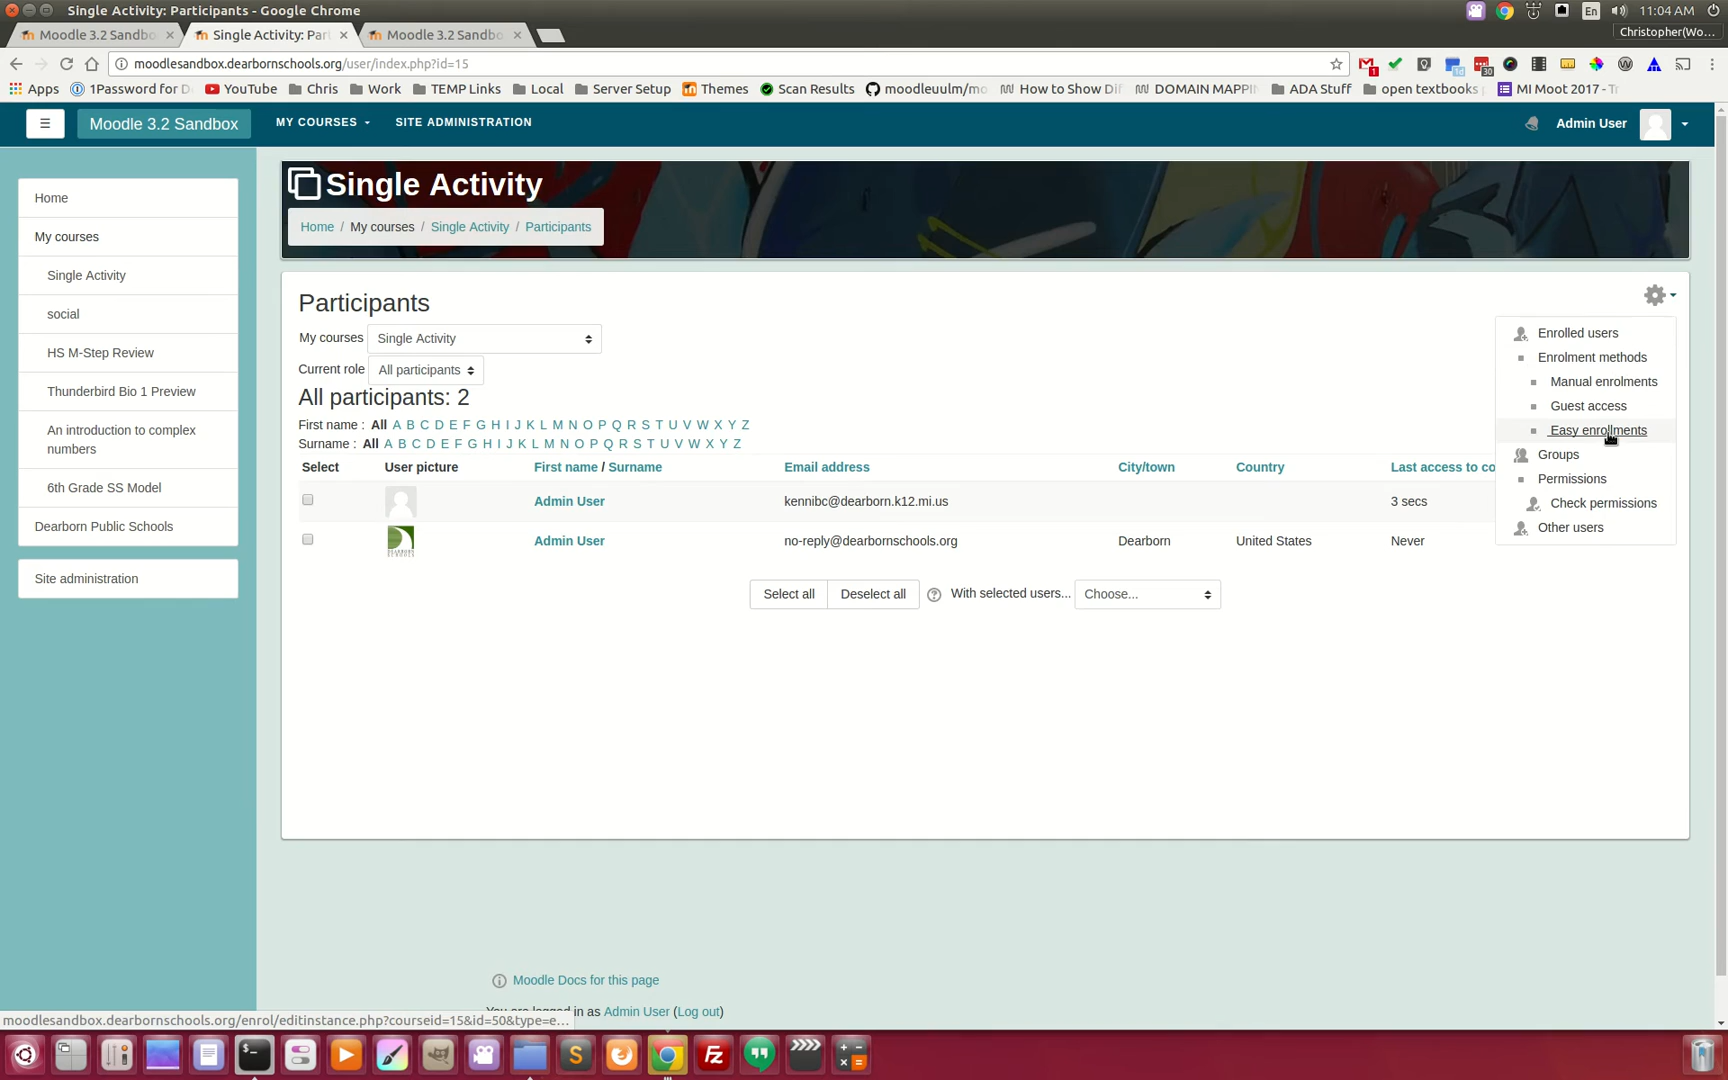 Single Activity: Participants - Google Chrome
En 11:04 AM
Christopher(Wo...
Moodle 3.2 Sandbo
Single Activity: Part
Moodle 3.2 Sandbo
moodlesandbox.dearbornschools.org/user/index.php?id=15
Apps 1Password for D YouTube Chris Work TEMP Links Local Server Setup Themes Scan Results moodleuulm/mo How to Show Dif DOMAIN MAPPIN ADA Stuff open textbooks MI Moot 2017 - Tr
Moodle 3.2 Sandbox MY COURSES SITE ADMINISTRATION Admin User
Home
My courses
Single Activity
social
HS M-Step Review
Thunderbird Bio 1 Preview
An introduction to complex
numbers
6th Grade SS Model
Dearborn Public Schools
Site administration
Single Activity
Home / My courses / Single Activity / Participants
Participants
My courses Single Activity
Current role All participants
All participants: 2
First name : All A B C D E F G H I J K L M N O P Q R S T U V W X Y Z
Surname : All A B C D E F G H I J K L M N O P Q R S T U V W X Y Z
Select User picture First name / Surname Email address City/town Country Last access to co
Admin User kennibc@dearborn.k12.mi.us 3 secs
Admin User no-reply@dearbornschools.org Dearborn United States Never
Select all Deselect all With selected users... Choose...
Enrolled users
Enrolment methods
Manual enrolments
Guest access
Easy enrollments
Groups
Permissions
Check permissions
Other users
Moodle Docs for this page
You are logged in as Admin User (Log out)
moodlesandbox.dearbornschools.org/enrol/editinstance.php?courseid=15&id=50&type=e...